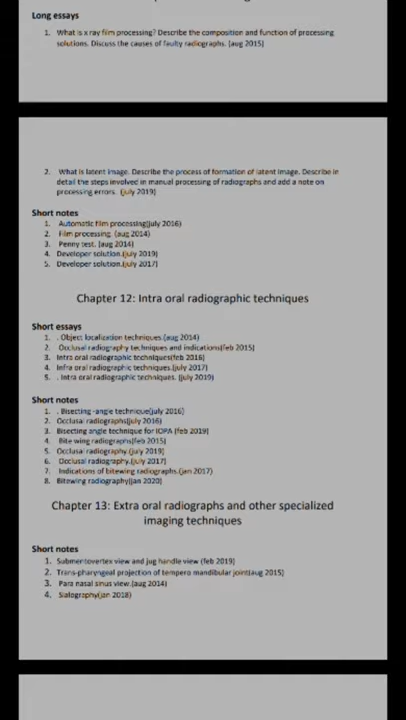 Long essays
1. What is x ray film processing? Describe the composition and function of processing
solutions. Discuss the causes of faulty radiographs. (aug 2015)
2. What is latent image. Describe the process of formation of latent image. Describe in
detail the steps involved in manual processing of radiographs and add a note on
processing errors. (july 2019)
Short notes
1. Automatic film processing(july 2016)
2. Film processing. (aug 2014)
3. Penny test. (aug 2014)
4. Developer solution.(july 2019)
5. Developer solution.(july 2017)
Chapter 12: Intra oral radiographic techniques
Short essays
1. . Object localization techniques.(aug 2014)
2. Occlusal radiography techniques and indications(feb 2015)
3. Intra oral radiographic techniques(feb 2016)
4. Infra oral radiographic techniques.(july 2017)
5. . Intra oral radiographic techniques. (july 2019)
Short notes
1. . Bisecting -angle technique(july 2016)
2. Occlusal radiographs(july 2016)
3. Bisecting angle technique for IOPA (feb 2019)
4. Bite wing radiographs(feb 2015)
5. Occlusal radiography.(july 2019)
6. Occlusal radiography.(july 2017)
7. Indications of bitewing radiographs.(jan 2017)
8. Bitewing radiography(jan 2020)
Chapter 13: Extra oral radiographs and other specialized
imaging techniques
Short notes
1. Submentovertex view and jug handle view (feb 2019)
2. Trans-pharyngeal projection of tempero mandibular joint(aug 2015)
3. Para nasal sinus view.(aug 2014)
4. Sialography(jan 2018)